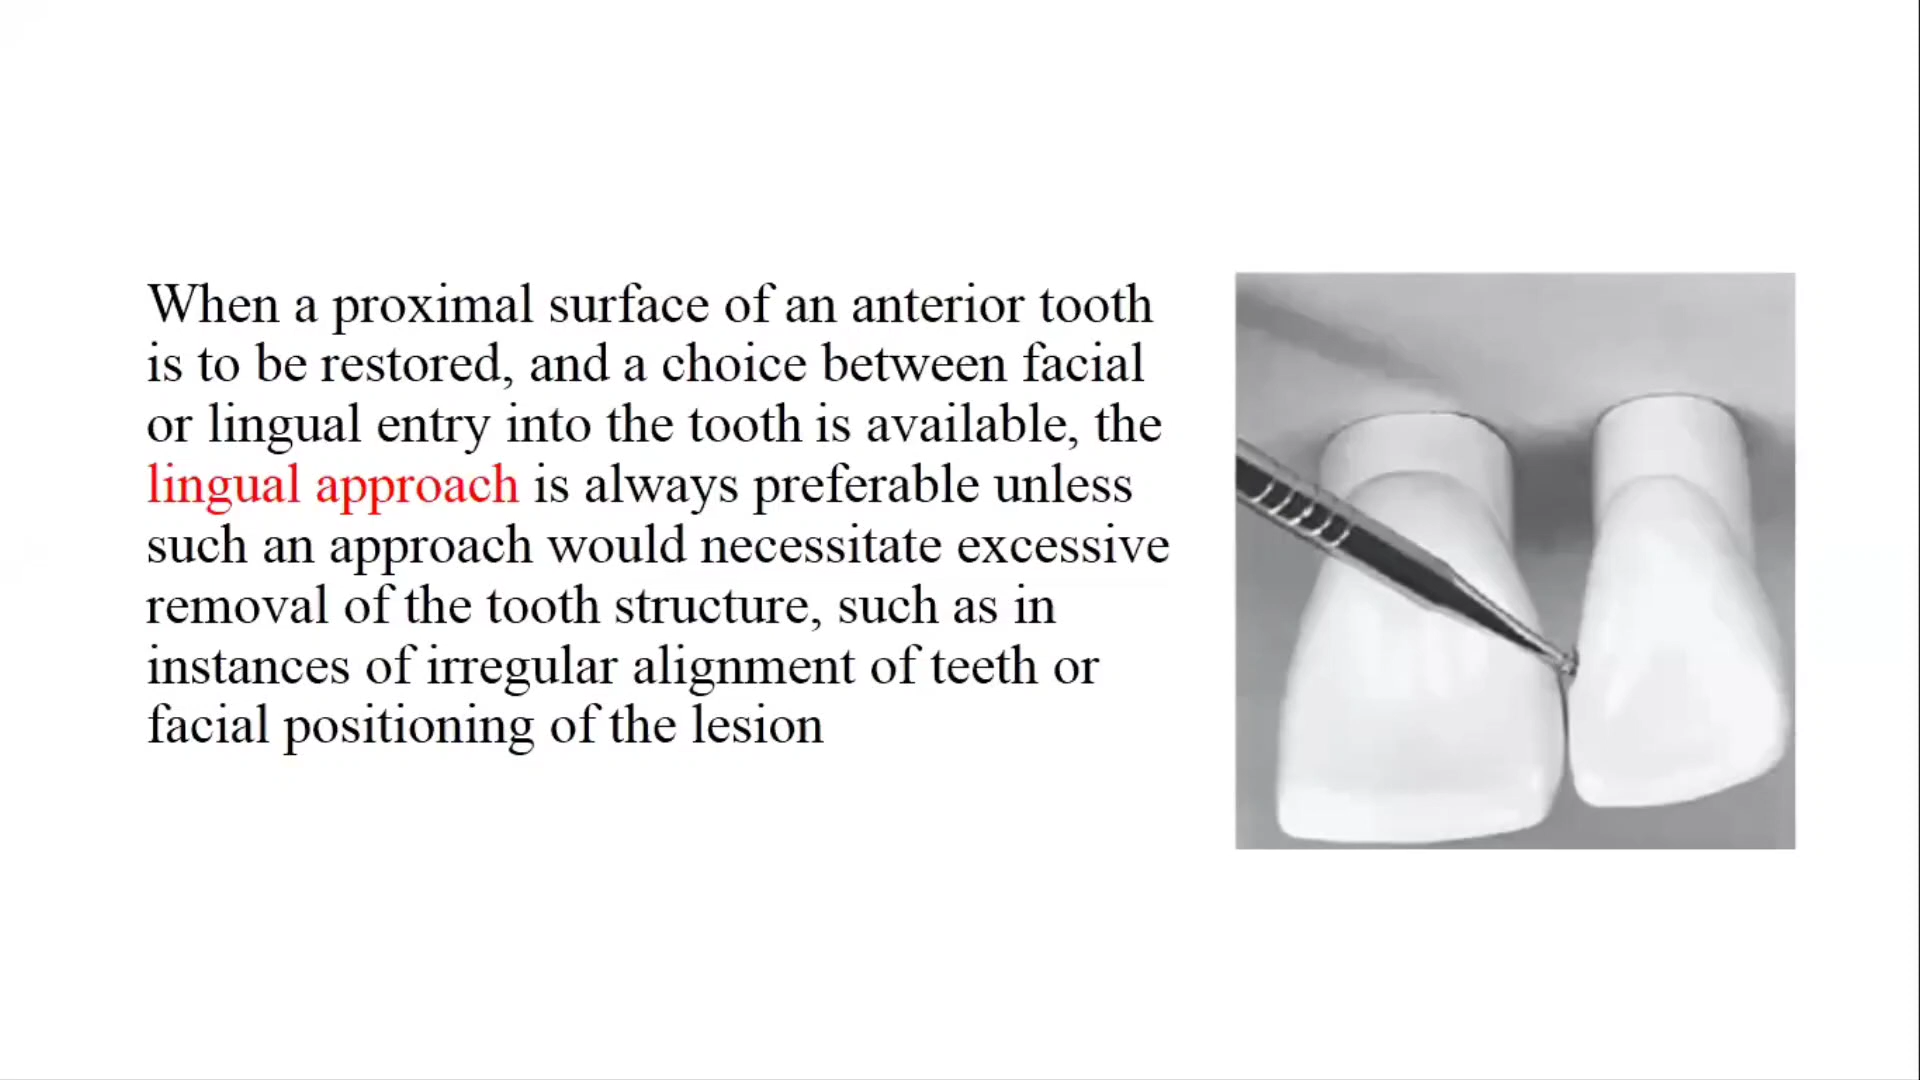 When a proximal surface of an anterior tooth
is to be restored, and a choice between facial
or lingual entry into the tooth is available, the
lingual approach is always preferable unless
such an approach would necessitate excessive
removal of the tooth structure, such as in
instances of irregular alignment of teeth or
facial positioning of the lesion